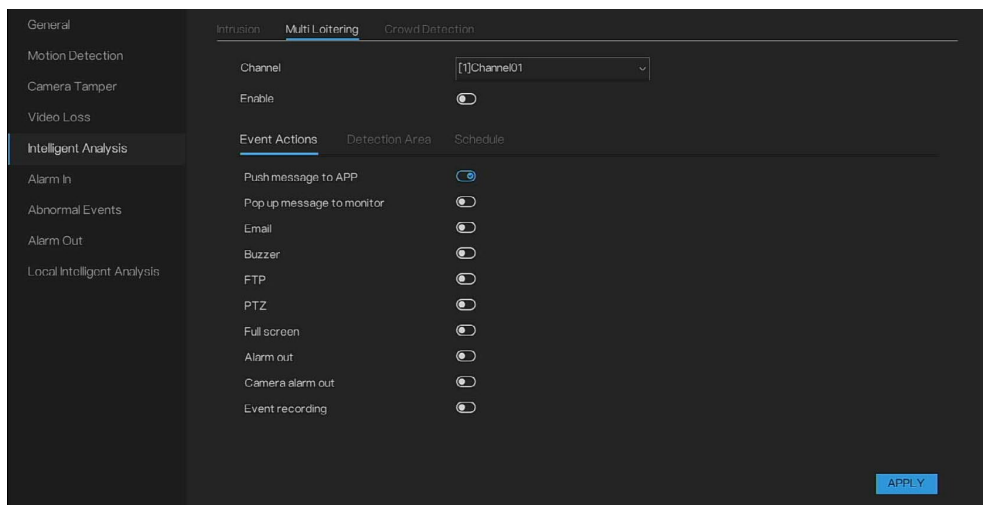 General
Motion Detection
Camera Tamper
Video Loss
Intelligent Analysis
Alarm In
Abnormal Events
Alarm Out
Local Intelligent Analysis
Intrusion Multi Loitering Crowd Detection
Channel [1]Channel01
Enable
Event Actions Detection Area Schedule
Push message to APP
Pop up message to monitor
Email
Buzzer
FTP
PTZ
Full screen
Alarm out
Camera alarm out
Event recording
APPLY